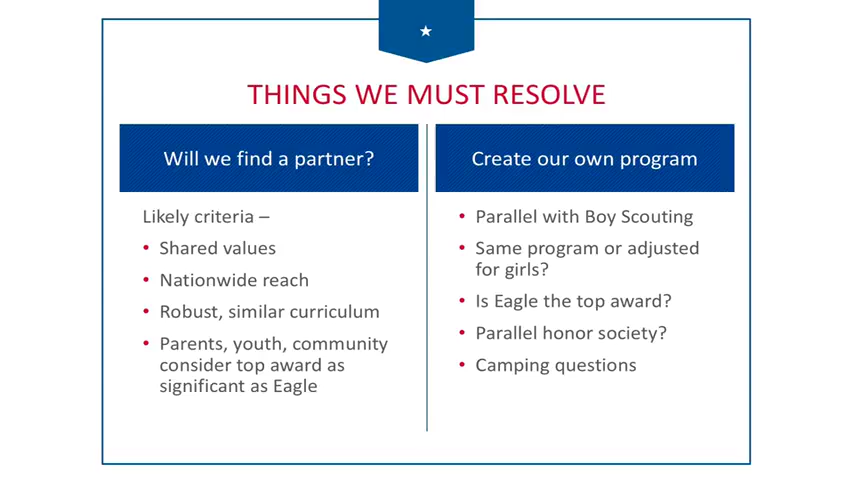 THINGS WE MUST RESOLVE
Will we find a partner?
Likely criteria –
• Shared values
• Nationwide reach
• Robust, similar curriculum
• Parents, youth, community
consider top award as
significant as Eagle
Create our own program
• Parallel with Boy Scouting
• Same program or adjusted
for girls?
• Is Eagle the top award?
• Parallel honor society?
• Camping questions